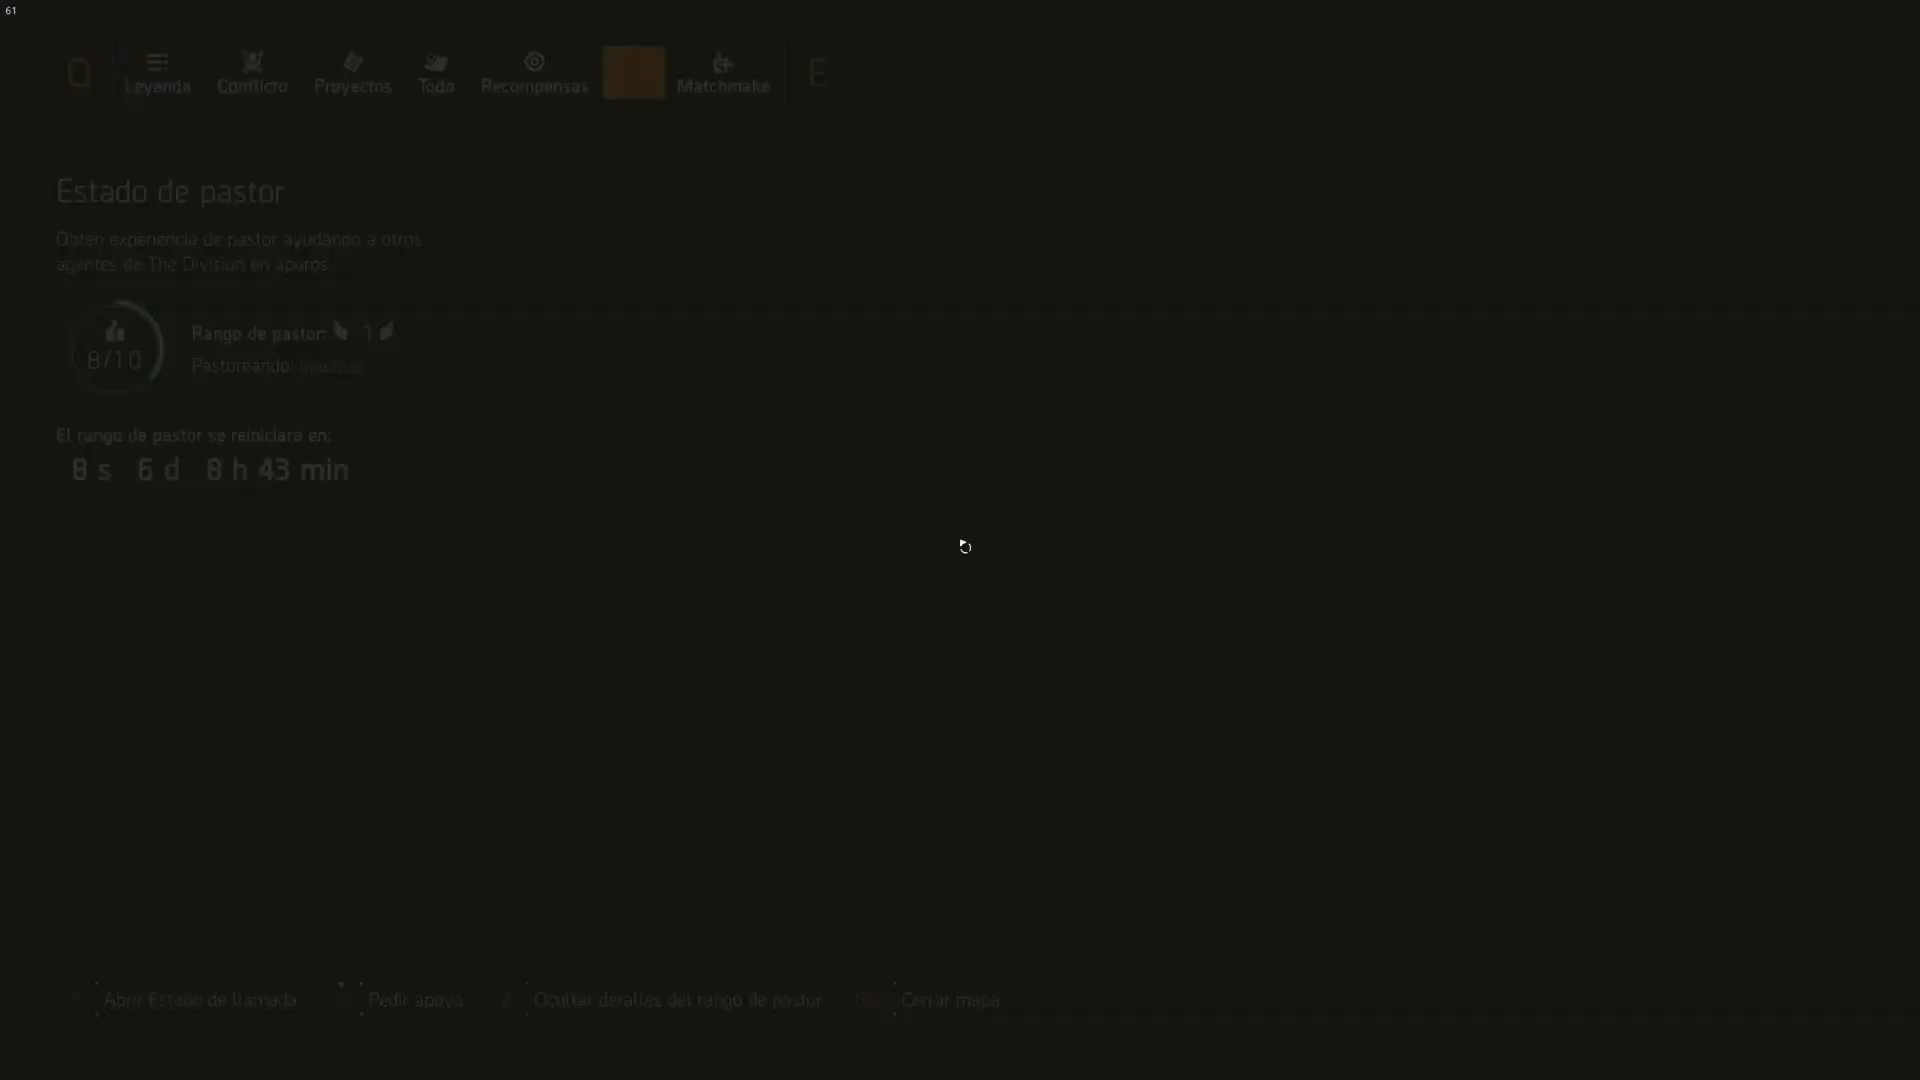 61
Q Leyenda Conflicto Proyectos Todo Recompensas Matchmake E
Estado de pastor
Obtén experiencia de pastor ayudando a otros
agentes de The Division en apuros.
8/10
Rango de pastor: 1
Pastoreando: Inactivo
El rango de pastor se reiniciará en:
8 s 6 d 8 h 43 min
Abrir Estado de llamada Pedir apoyo Z Ocultar detalles del rango de pastor Cerrar mapa